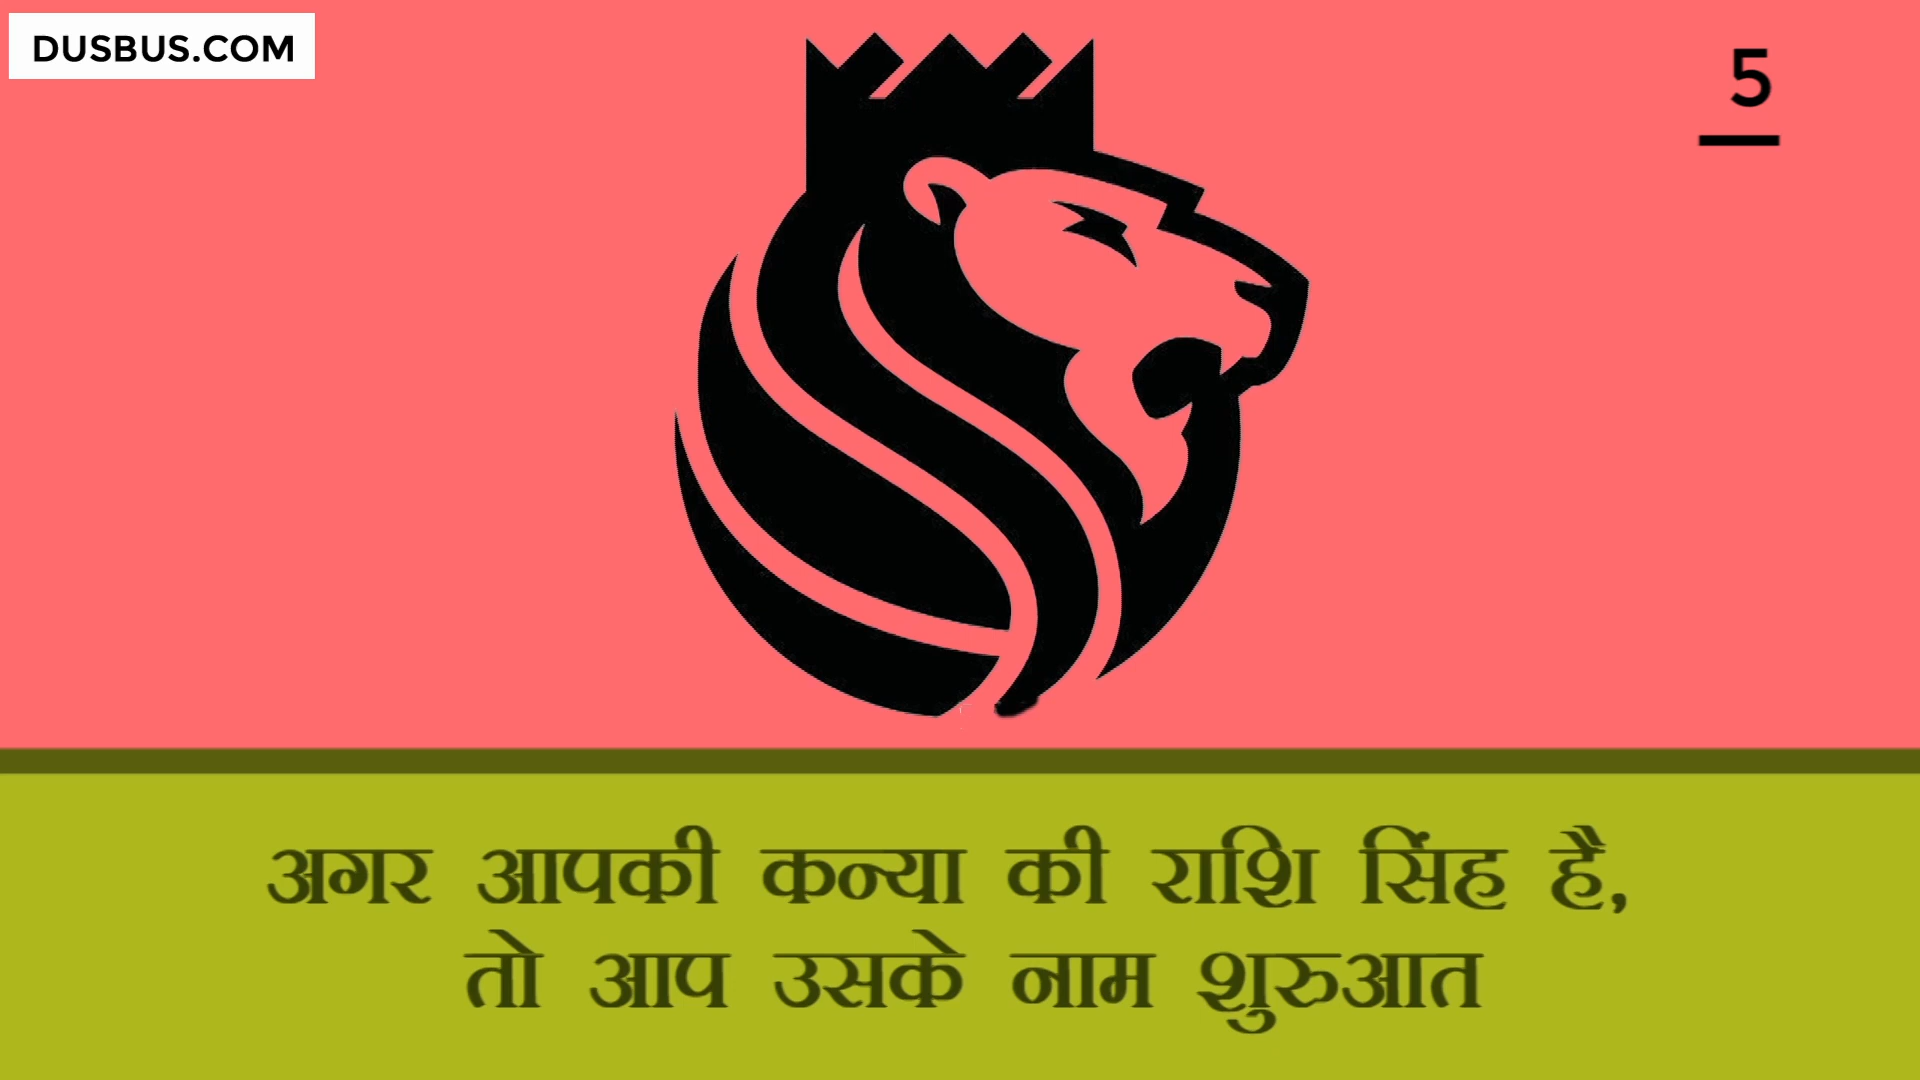 DUSBUS.COM
5
अगर आपकी कन्या की राशि सिंह है,
तो आप उसके नाम शुरुआत